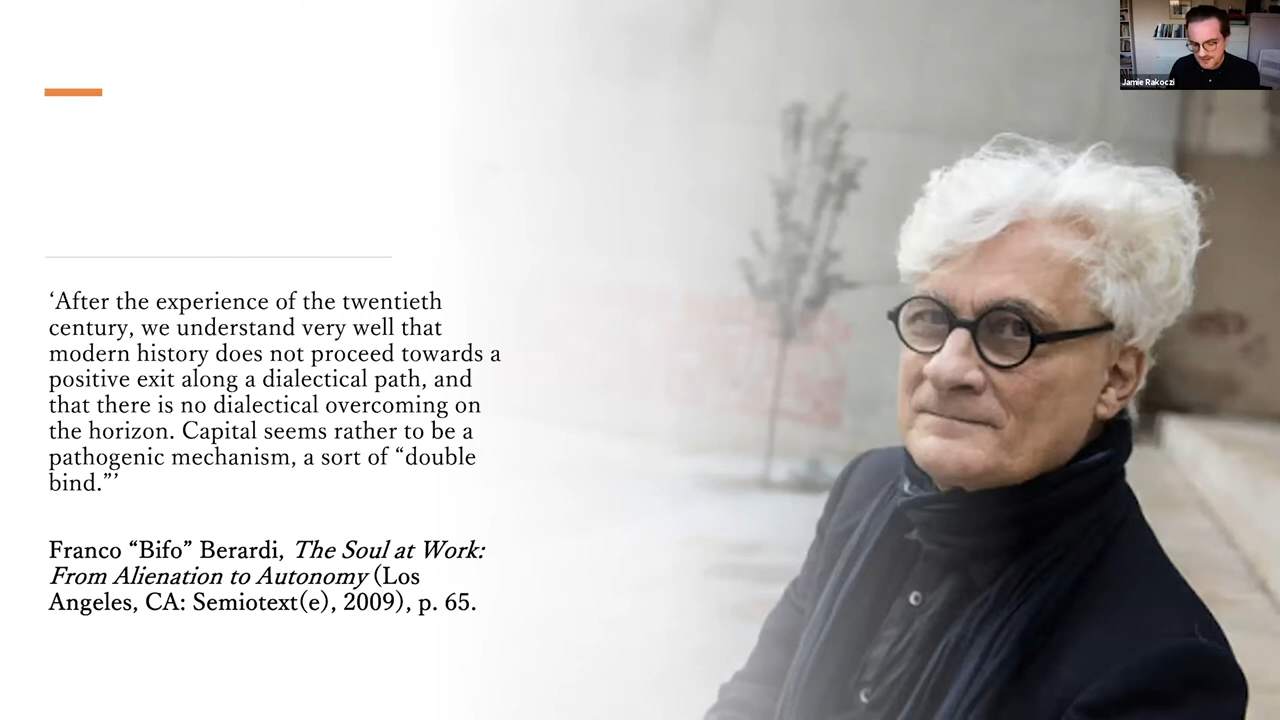 Jamie Rakoczi
‘After the experience of the twentieth
century, we understand very well that
modern history does not proceed towards a
positive exit along a dialectical path, and
that there is no dialectical overcoming on
the horizon. Capital seems rather to be a
pathogenic mechanism, a sort of “double
bind.”’
Franco “Bifo” Berardi, The Soul at Work:
From Alienation to Autonomy (Los
Angeles, CA: Semiotext(e), 2009), p. 65.